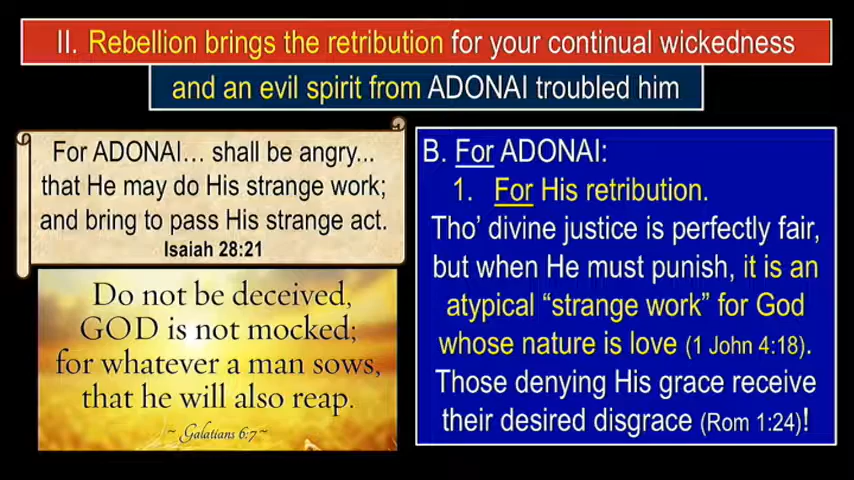 II. Rebellion brings the retribution for your continual wickedness
and an evil spirit from ADONAI troubled him
For ADONAI… shall be angry...
that He may do His strange work;
and bring to pass His strange act.
Isaiah 28:21
Do not be deceived,
GOD is not mocked;
for whatever a man sows,
that he will also reap.
~ Galatians 6:7 ~
B. For ADONAI:
1. For His retribution.
Tho’ divine justice is perfectly fair,
but when He must punish, it is an
atypical “strange work” for God
whose nature is love (1 John 4:18).
Those denying His grace receive
their desired disgrace (Rom 1:24)!